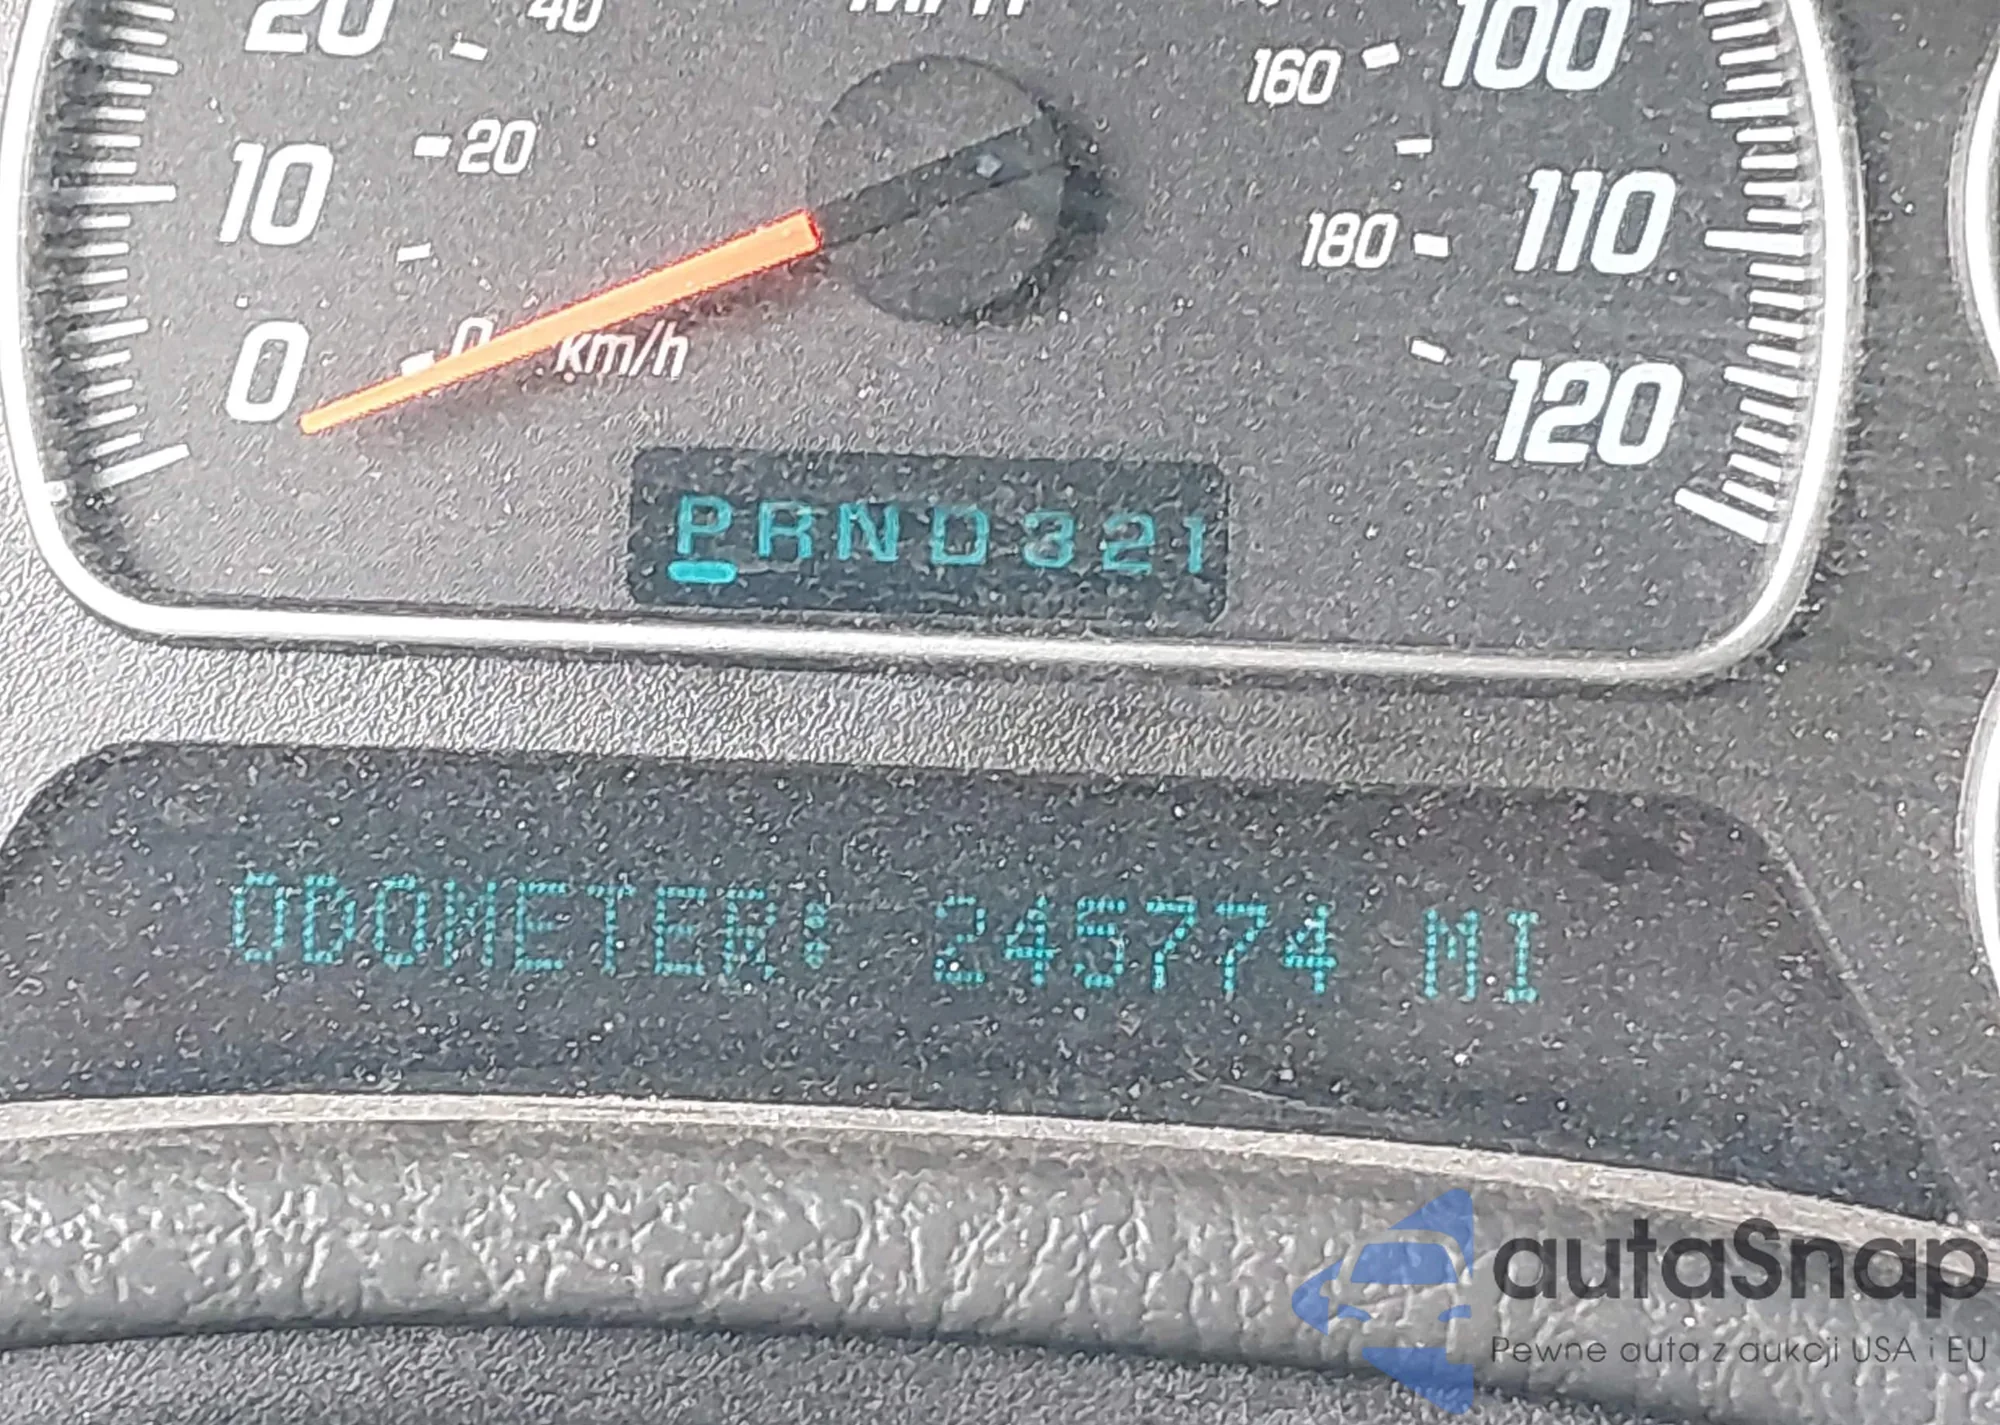 MPH
20
40
100
160
10
20
110
180
0
0
km/h
120
PRND321
ODOMETER: 245774 MI
autaSnap
Pewne auta z aukcji USA i EU